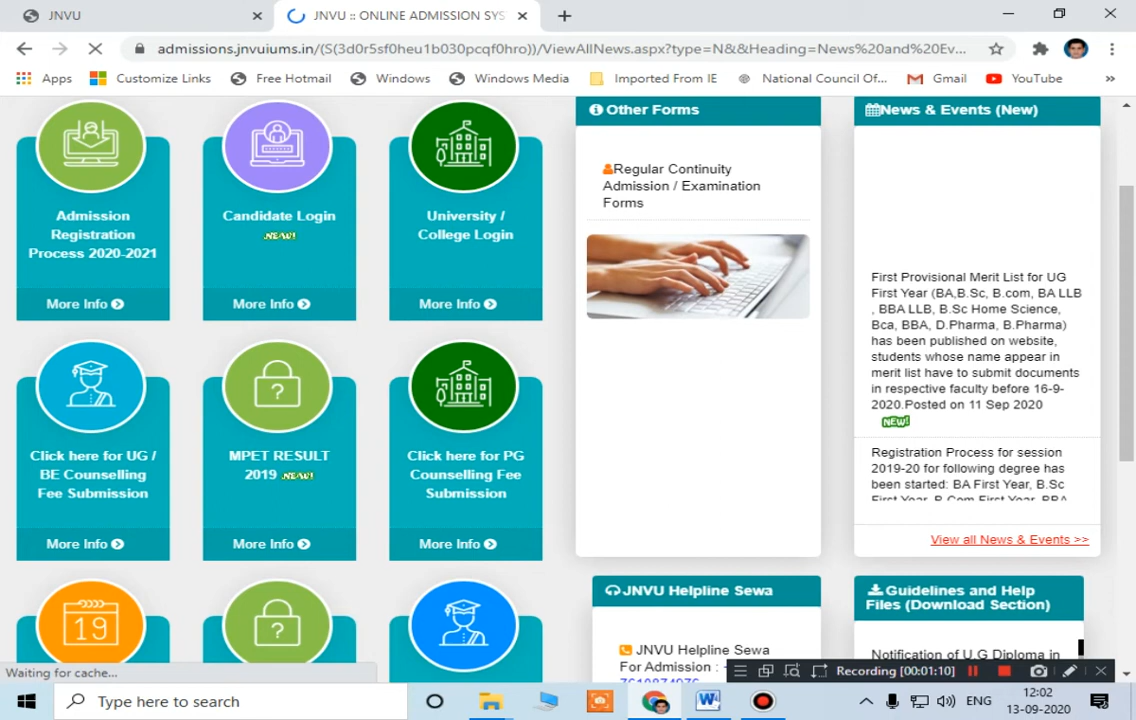 JNVU
JNVU :: ONLINE ADMISSION SYS
admissions.jnvuiums.in/(S(3d0r5sf0heu1b030pcqf0hro))/ViewAllNews.aspx?type=N&&Heading=News%20and%20Ev...
Apps
Customize Links
Free Hotmail
Windows
Windows Media
Imported From IE
National Council Of...
Gmail
YouTube
»
Admission
Registration
Process 2020-2021
More Info
Candidate Login
NEW!
More Info
University /
College Login
More Info
Click here for UG /
BE Counselling
Fee Submission
More Info
MPET RESULT
2019 NEW!
More Info
Click here for PG
Counselling Fee
Submission
More Info
19
Other Forms
Regular Continuity
Admission / Examination
Forms
News & Events (New)
First Provisional Merit List for UG
First Year (BA,B.Sc, B.com, BA LLB
, BBA LLB, B.Sc Home Science,
Bca, BBA, D.Pharma, B.Pharma)
has been published on website,
students whose name appear in
merit list have to submit documents
in respective faculty before 16-9-
2020.Posted on 11 Sep 2020
NEW!
Registration Process for session
2019-20 for following degree has
been started: BA First Year, B.Sc
First Year, B.Com First Year, BBA
View all News & Events >>
JNVU Helpline Sewa
JNVU Helpline Sewa
For Admission : -
Guidelines and Help
Files (Download Section)
Notification of U.G Diploma in
Waiting for cache...
Recording [00:01:10]
Type here to search
ENG
12:02
13-09-2020